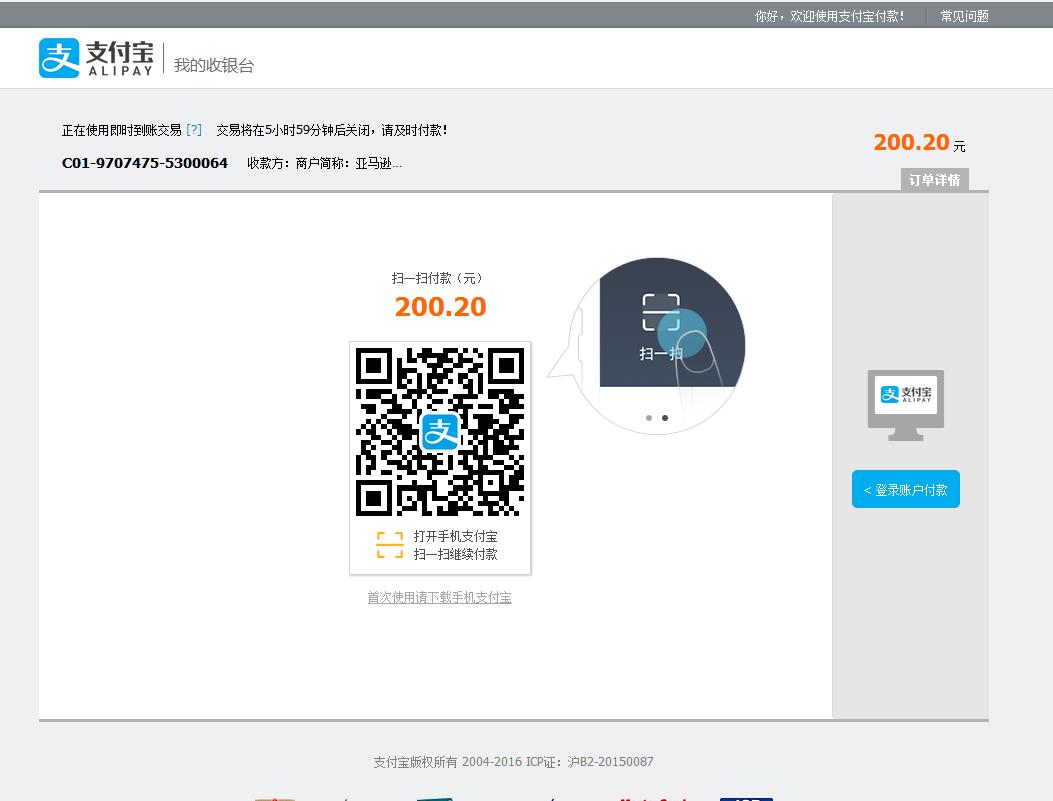 你好，欢迎使用支付宝付款！ 常见问题
支付宝
ALIPAY
我的收银台
正在使用即时到账交易 [?] 交易将在5小时59分钟后关闭，请及时付款！
200.20 元
C01-9707475-5300064 收款方：商户简称：亚马逊...
订单详情
扫一扫付款（元）
200.20
扫一扫
支
打开手机支付宝
扫一扫继续付款
首次使用请下载手机支付宝
支付宝
ALIPAY
< 登录账户付款
支付宝版权所有 2004-2016 ICP证：沪B2-20150087